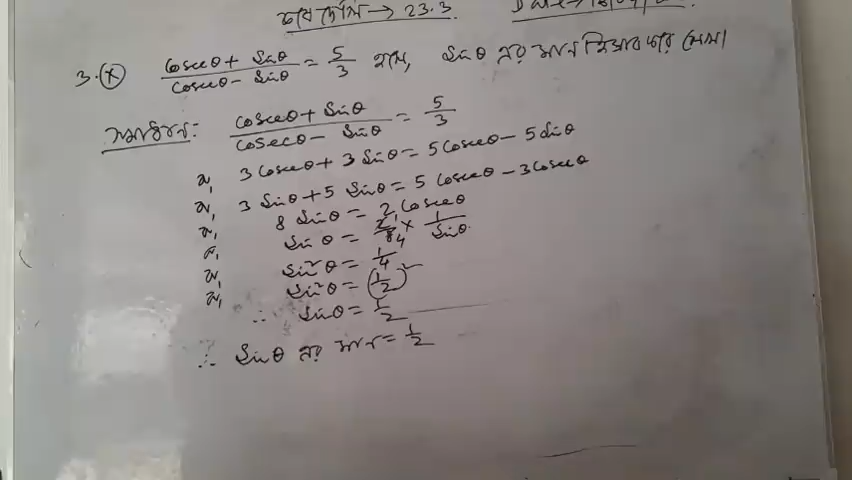 কষে দেখি → 23.3
3. (x) (cosecθ + sinθ)/(cosecθ - sinθ) = 5/3 হলে, sinθ এর মান হিসাব করে লেখো।
সমাধান: (cosecθ + sinθ)/(cosecθ - sinθ) = 5/3
বা, 3 cosecθ + 3 sinθ = 5 cosecθ - 5 sinθ
বা, 3 sinθ + 5 sinθ = 5 cosecθ - 3 cosecθ
বা, 8 sinθ = 2 cosecθ
বা, sinθ = 2/8 × 1/sinθ
বা, sin²θ = 1/4
বা, sin²θ = (1/2)²
∴ sinθ = 1/2
∴ sinθ এর মান = 1/2